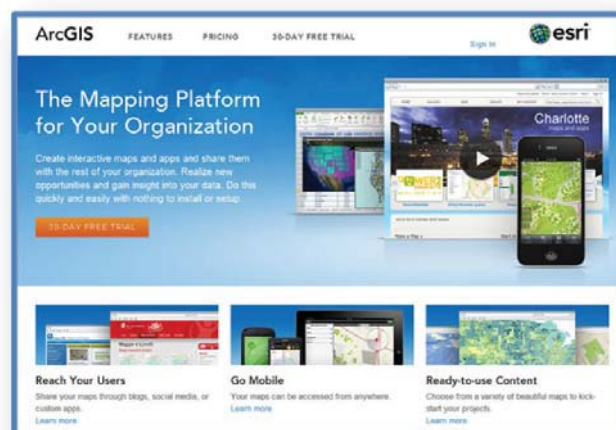 ArcGIS FEATURES PRICING 30-DAY FREE TRIAL Sign In esri
The Mapping Platform
for Your Organization
Create interactive maps and apps and share them
with the rest of your organization. Realize new
opportunities and gain insight into your data. Do this
quickly and easily with nothing to install or setup.
30-DAY FREE TRIAL
Charlotte
maps and apps
Reach Your Users
Share your maps through blogs, social media, or
custom apps.
Learn more
Go Mobile
Your maps can be accessed from anywhere.
Learn more
Ready-to-use Content
Choose from a variety of beautiful maps to kick-
start your projects.
Learn more